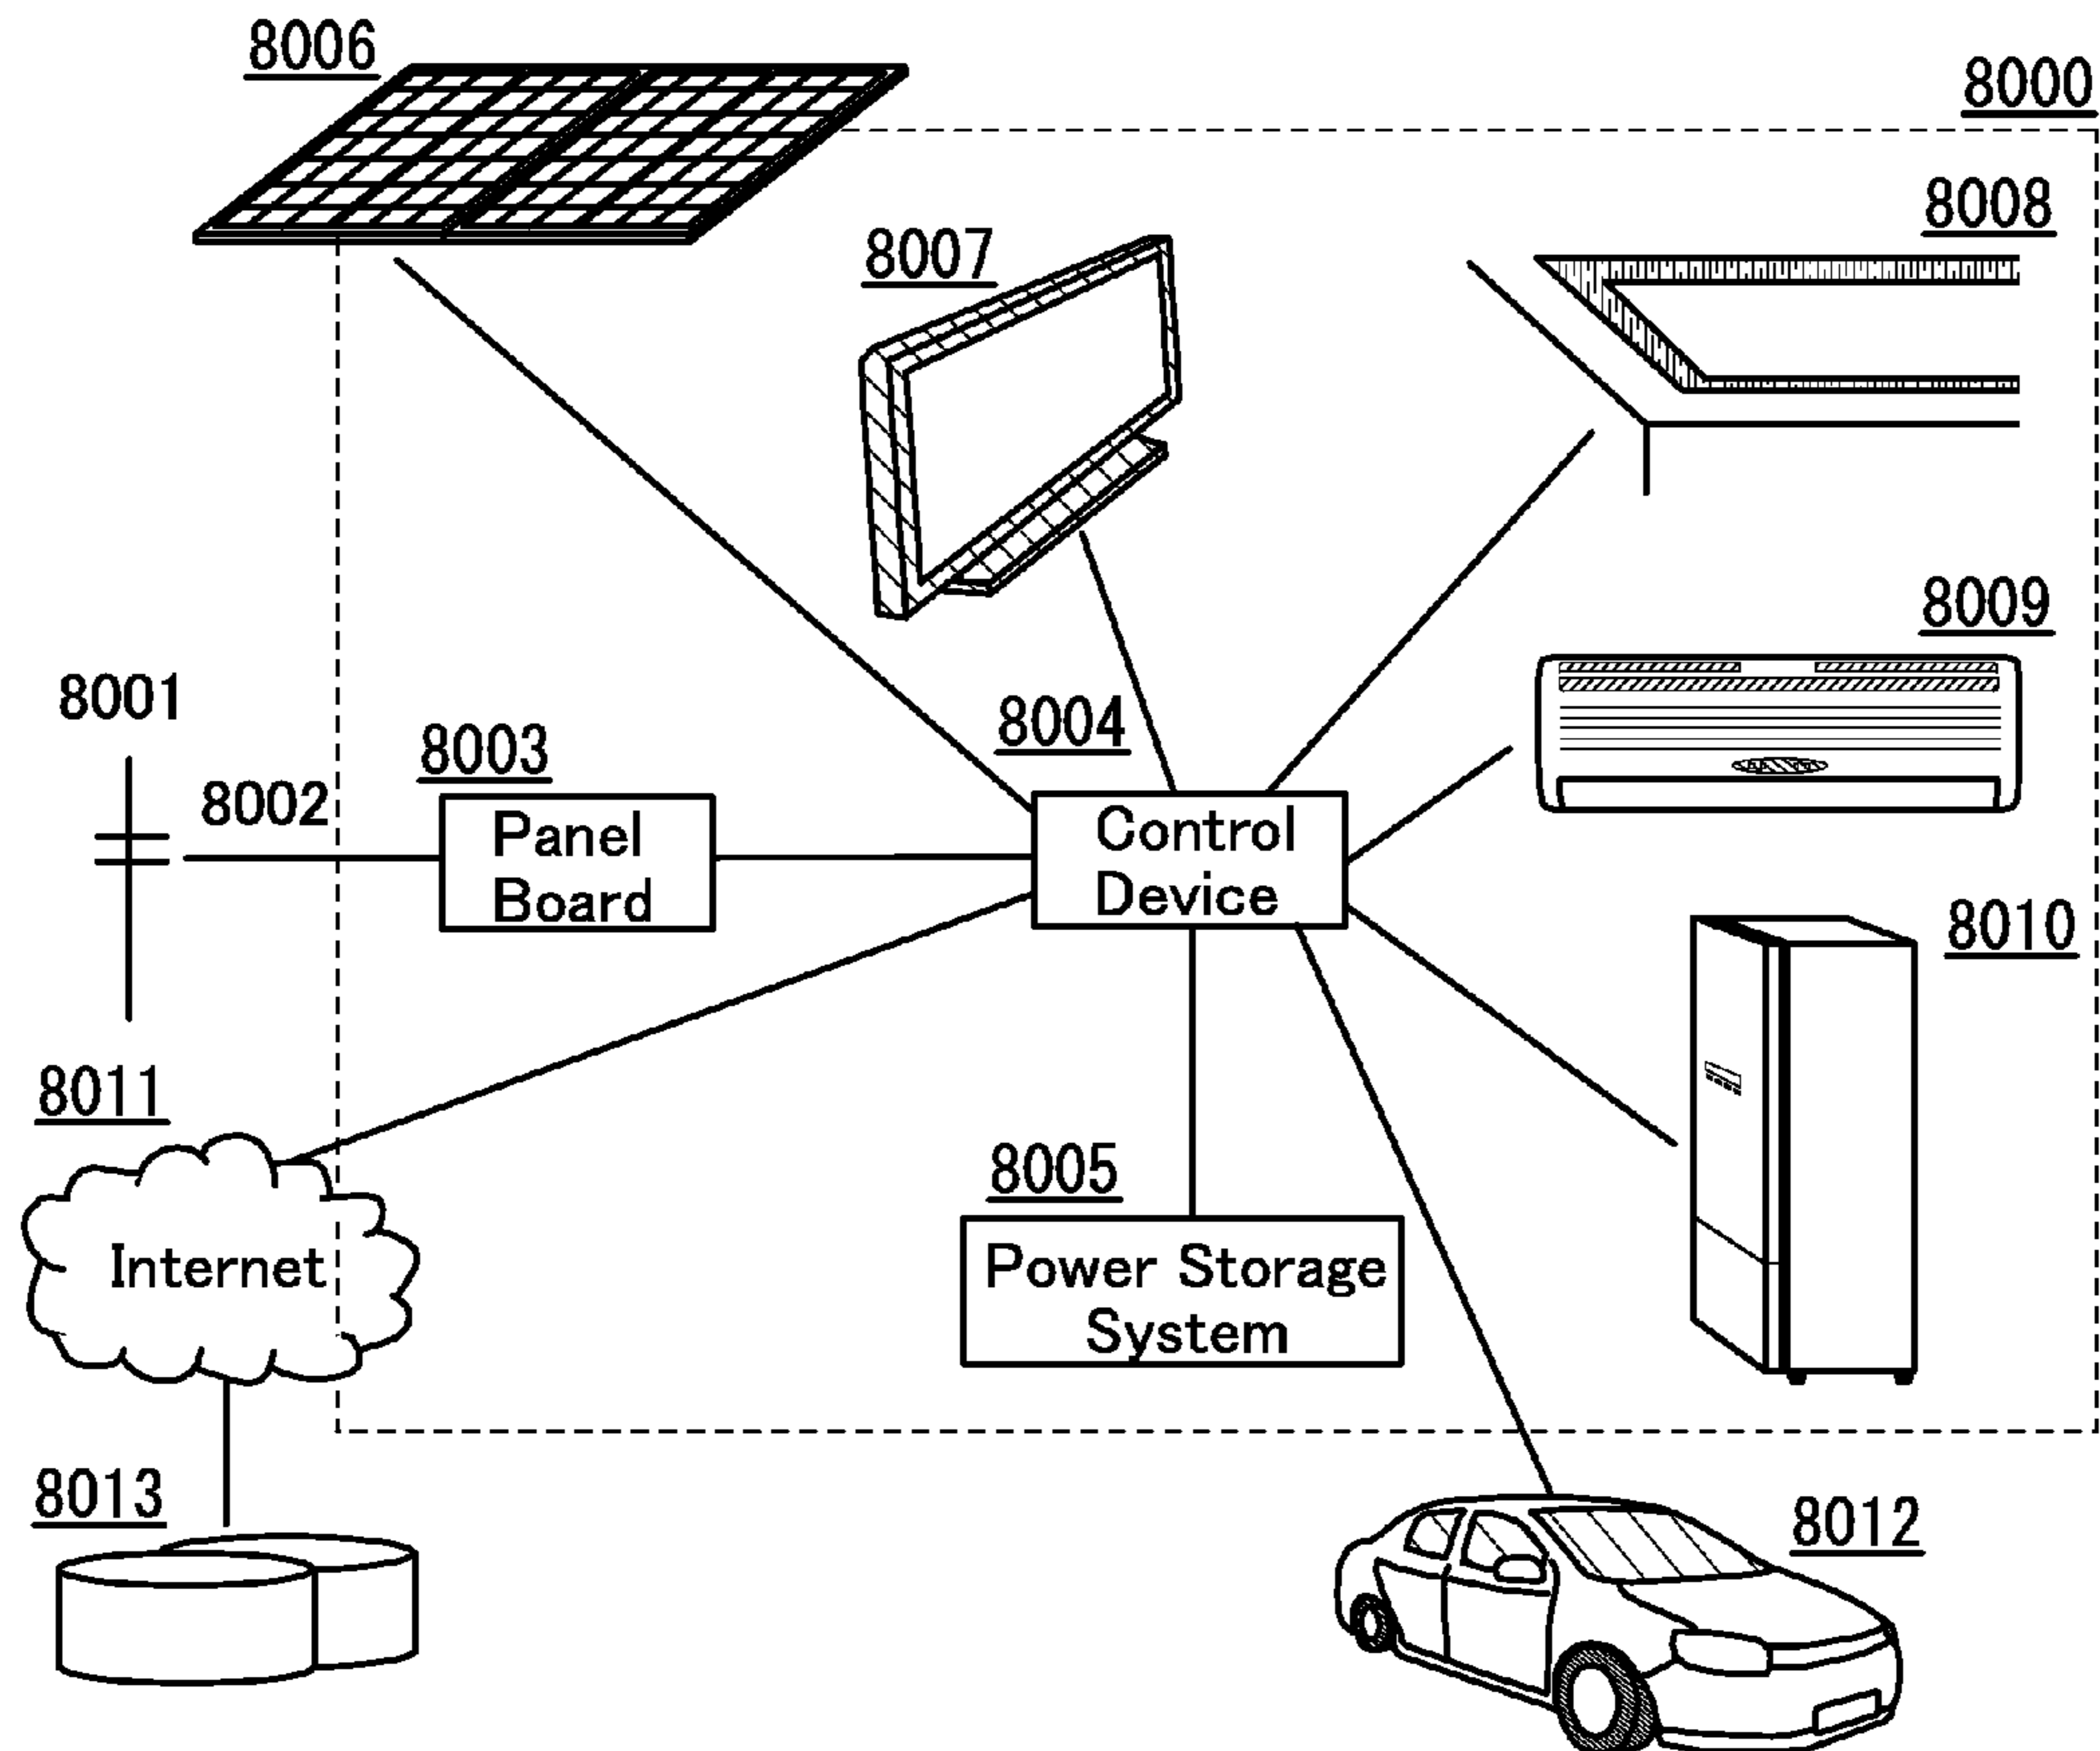 8006
8000
8008
8007
8009
8001
8004
8003
8002
Panel
Board
Control
Device
8010
8011
8005
Internet
Power Storage
System
8013
8012